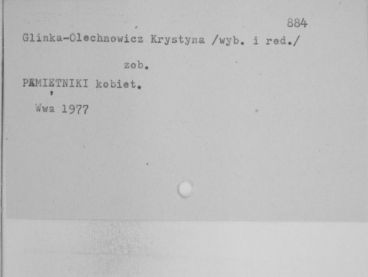 884
Glinka-Olechnowicz Krystyna /wyb. i red./
zob.
PAMIĘTNIKI kobiet.
Wwa 1977